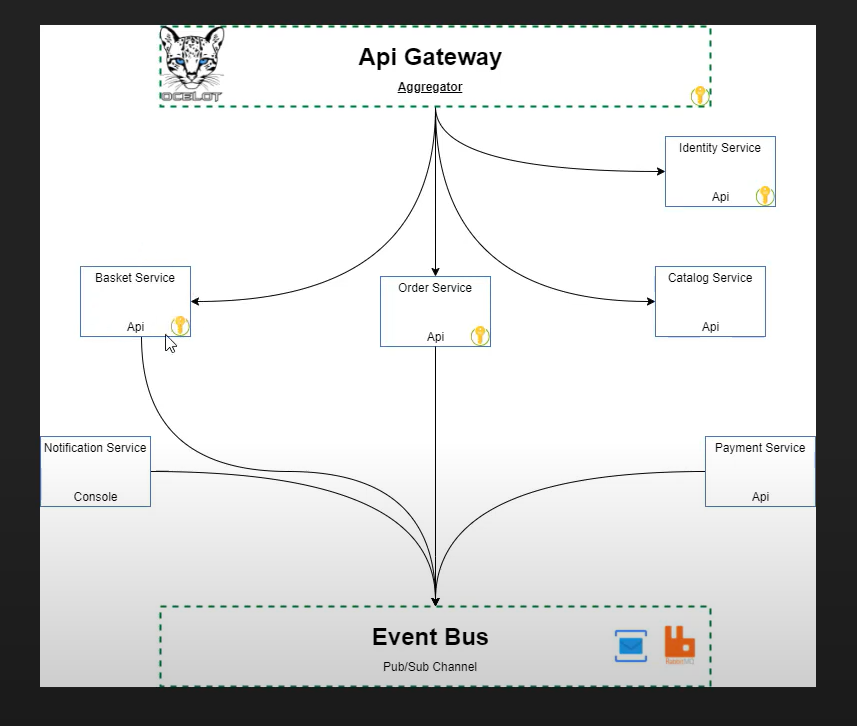 OCELOT
Api Gateway
Aggregator
Identity Service
Api
Basket Service
Api
Order Service
Api
Catalog Service
Api
Notification Service
Console
Payment Service
Api
Event Bus
Pub/Sub Channel
RabbitMQ